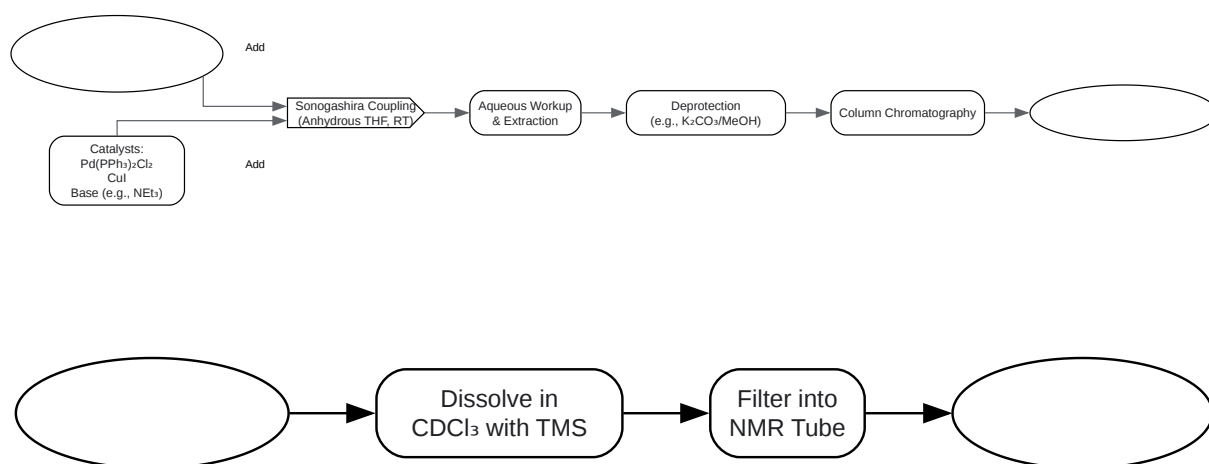 Add
Sonogashira Coupling
(Anhydrous THF, RT)
Aqueous Workup
& Extraction
Deprotection
(e.g., K₂CO₃/MeOH)
Column Chromatography
Catalysts:
Pd(PPh₃)₂Cl₂
CuI
Base (e.g., NEt₃)
Add
Dissolve in
CDCl₃ with TMS
Filter into
NMR Tube